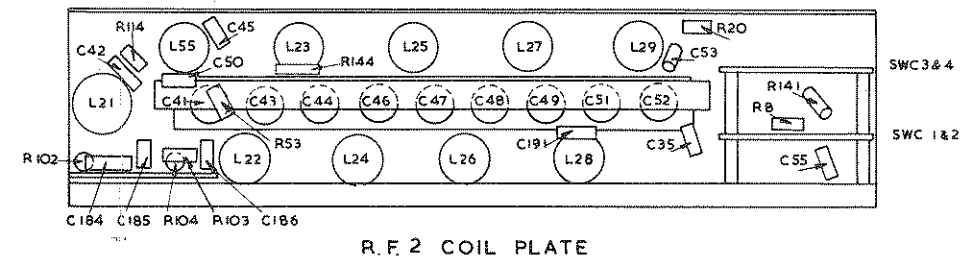 R114
C45
R20
C42
L55
L23
L25
L27
L29
C53
C50
R144
SWC 3 & 4
L21
C41
C43
C44
C46
C47
C48
C49
C51
C52
R141
R8
R53
C191
C35
SWC 1 & 2
R102
L22
L24
L26
L28
C55
C184
C185
R104
R103
C186
R.F. 2 COIL PLATE